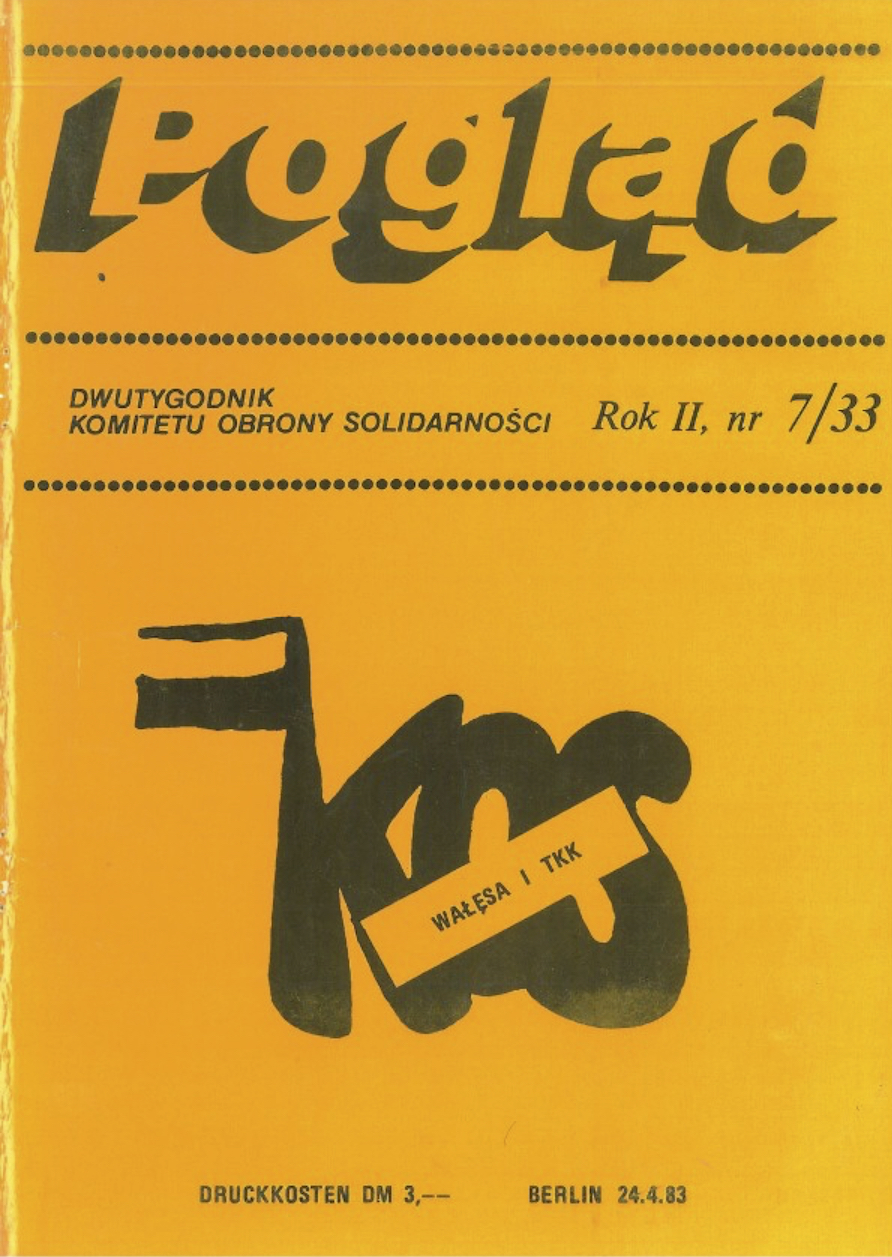 Pogląd
DWUTYGODNIK
KOMITETU OBRONY SOLIDARNOŚCI
Rok II, nr 7/33
KOS
WAŁĘSA I TKK
DRUCKKOSTEN DM 3,--
BERLIN 24.4.83